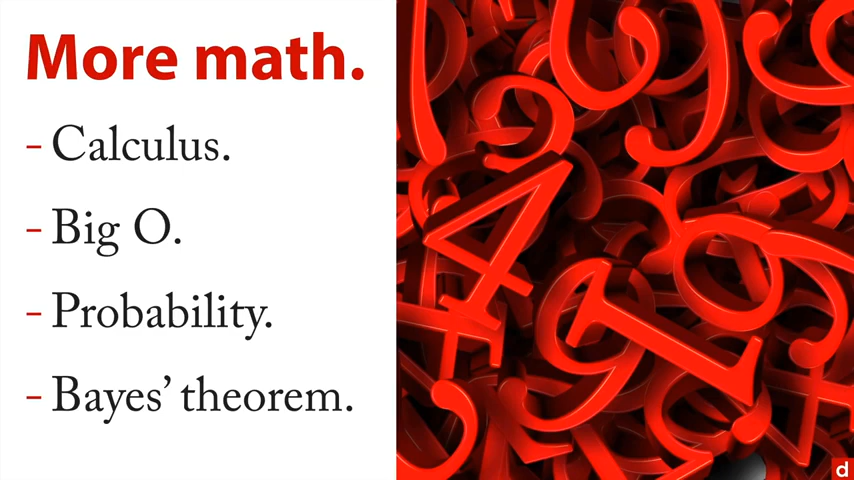 More math.
- Calculus.
- Big O.
- Probability.
- Bayes’ theorem.
d